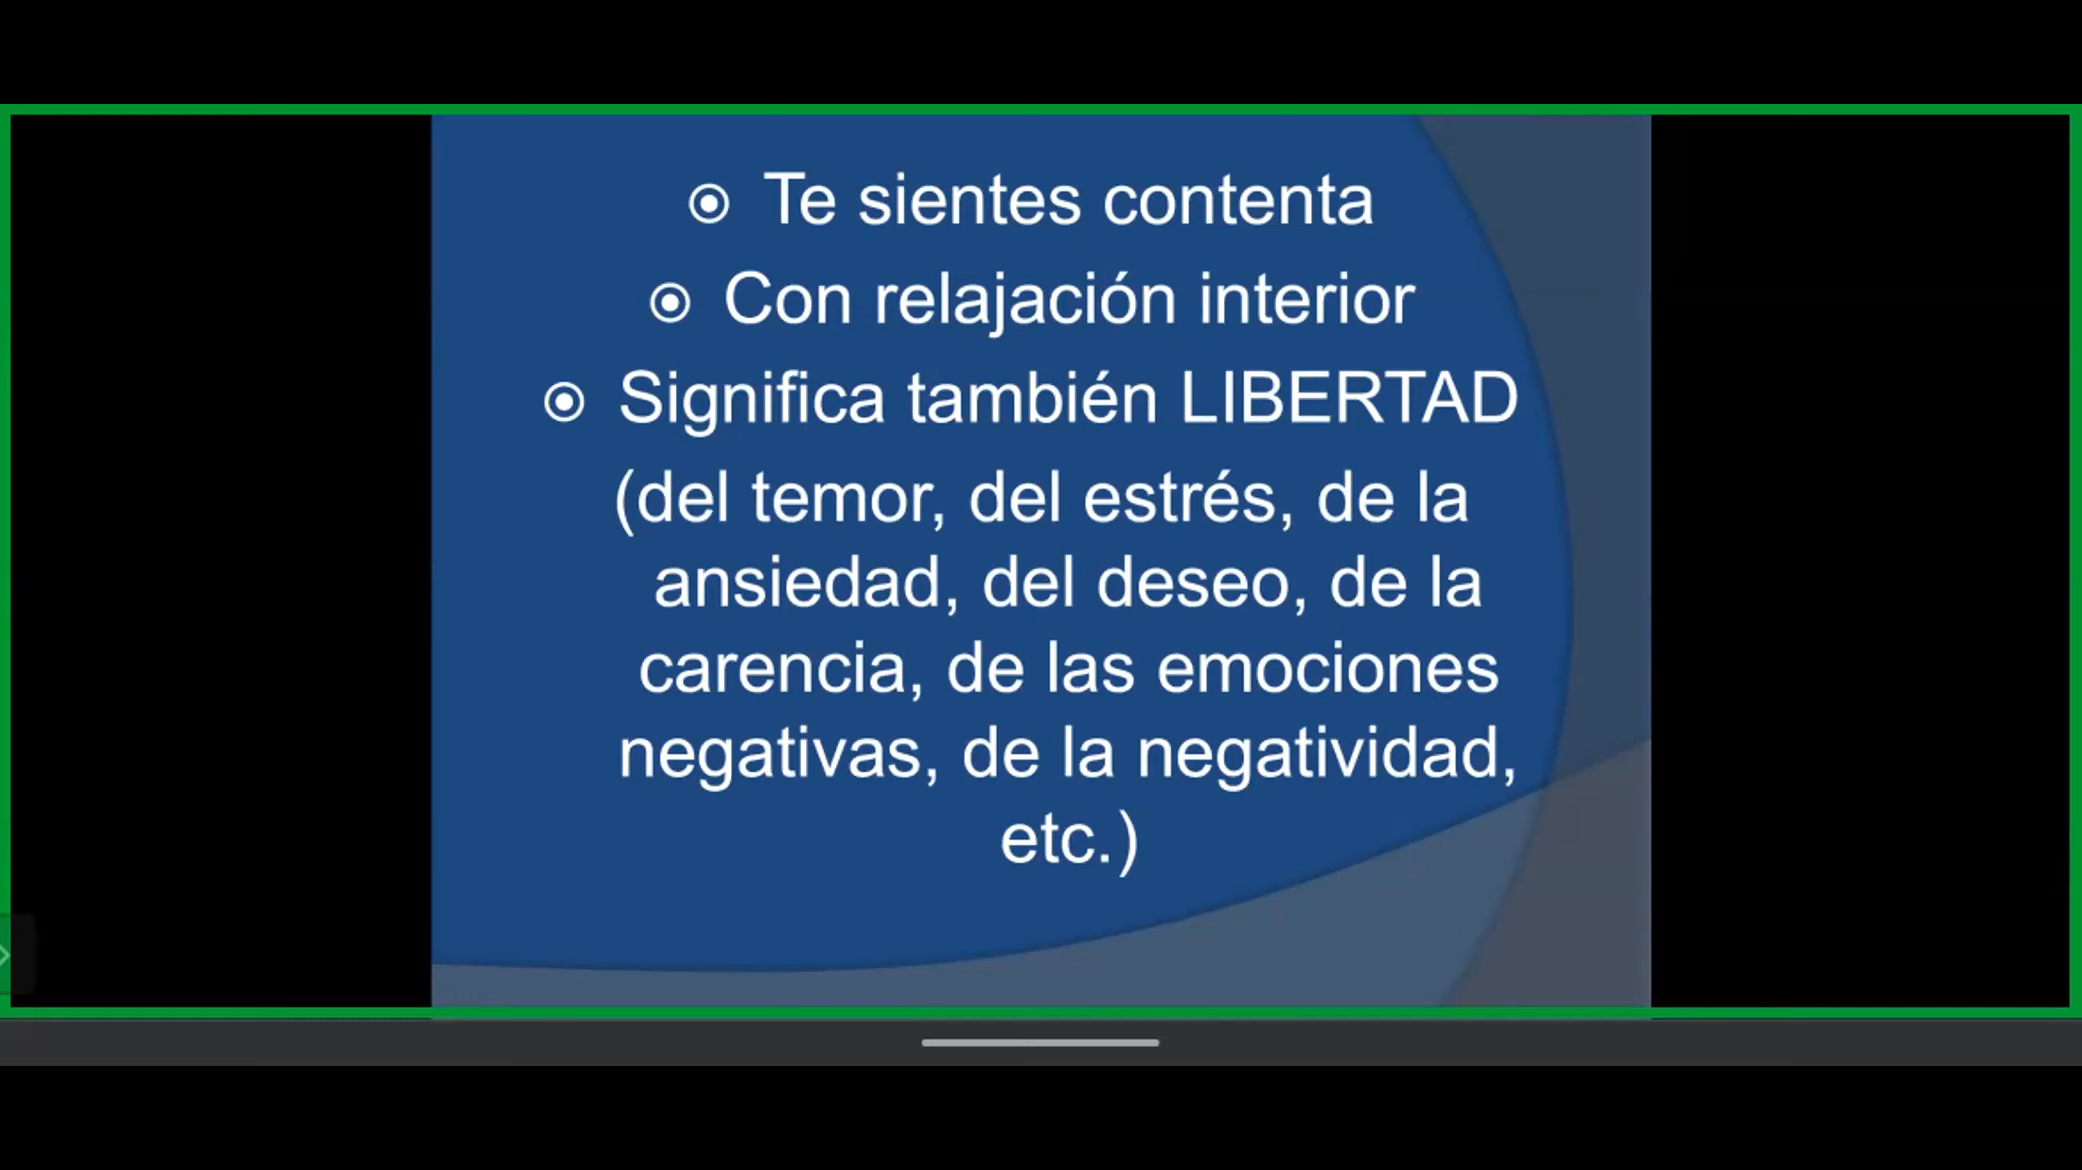 Te sientes contenta
Con relajación interior
Significa también LIBERTAD
(del temor, del estrés, de la
ansiedad, del deseo, de la
carencia, de las emociones
negativas, de la negatividad,
etc.)